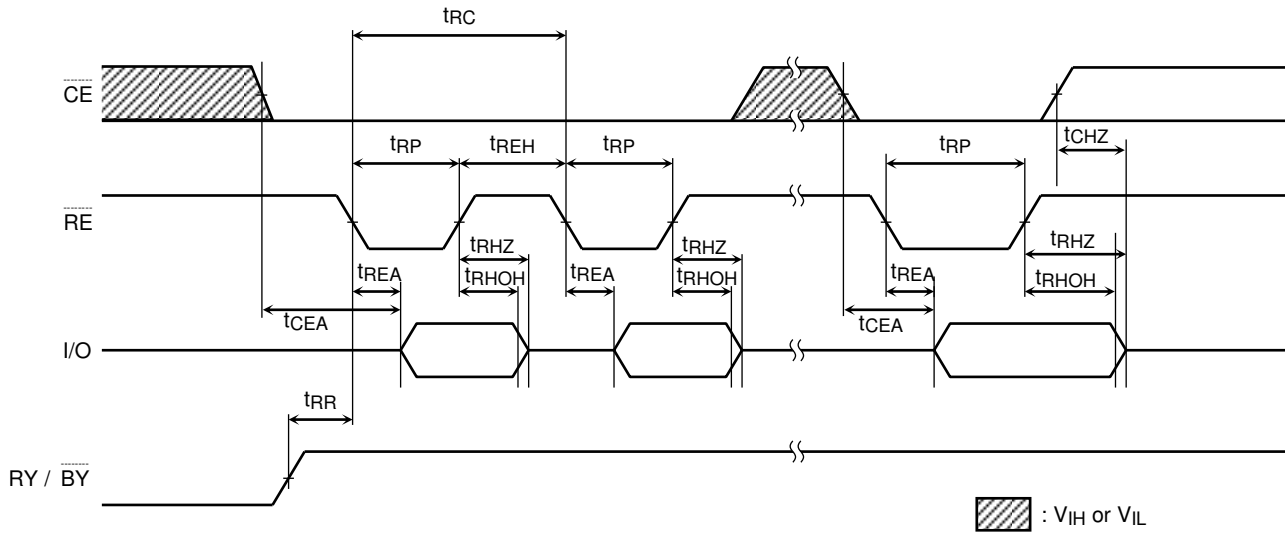 tRC
CE
tRP tREH tRP tRP tCHZ
RE
tRHZ tRHZ tRHZ
tREA tRHOH tREA tRHOH tREA tRHOH
tCEA tCEA
I/O
tRR
RY / BY
: VIH or VIL